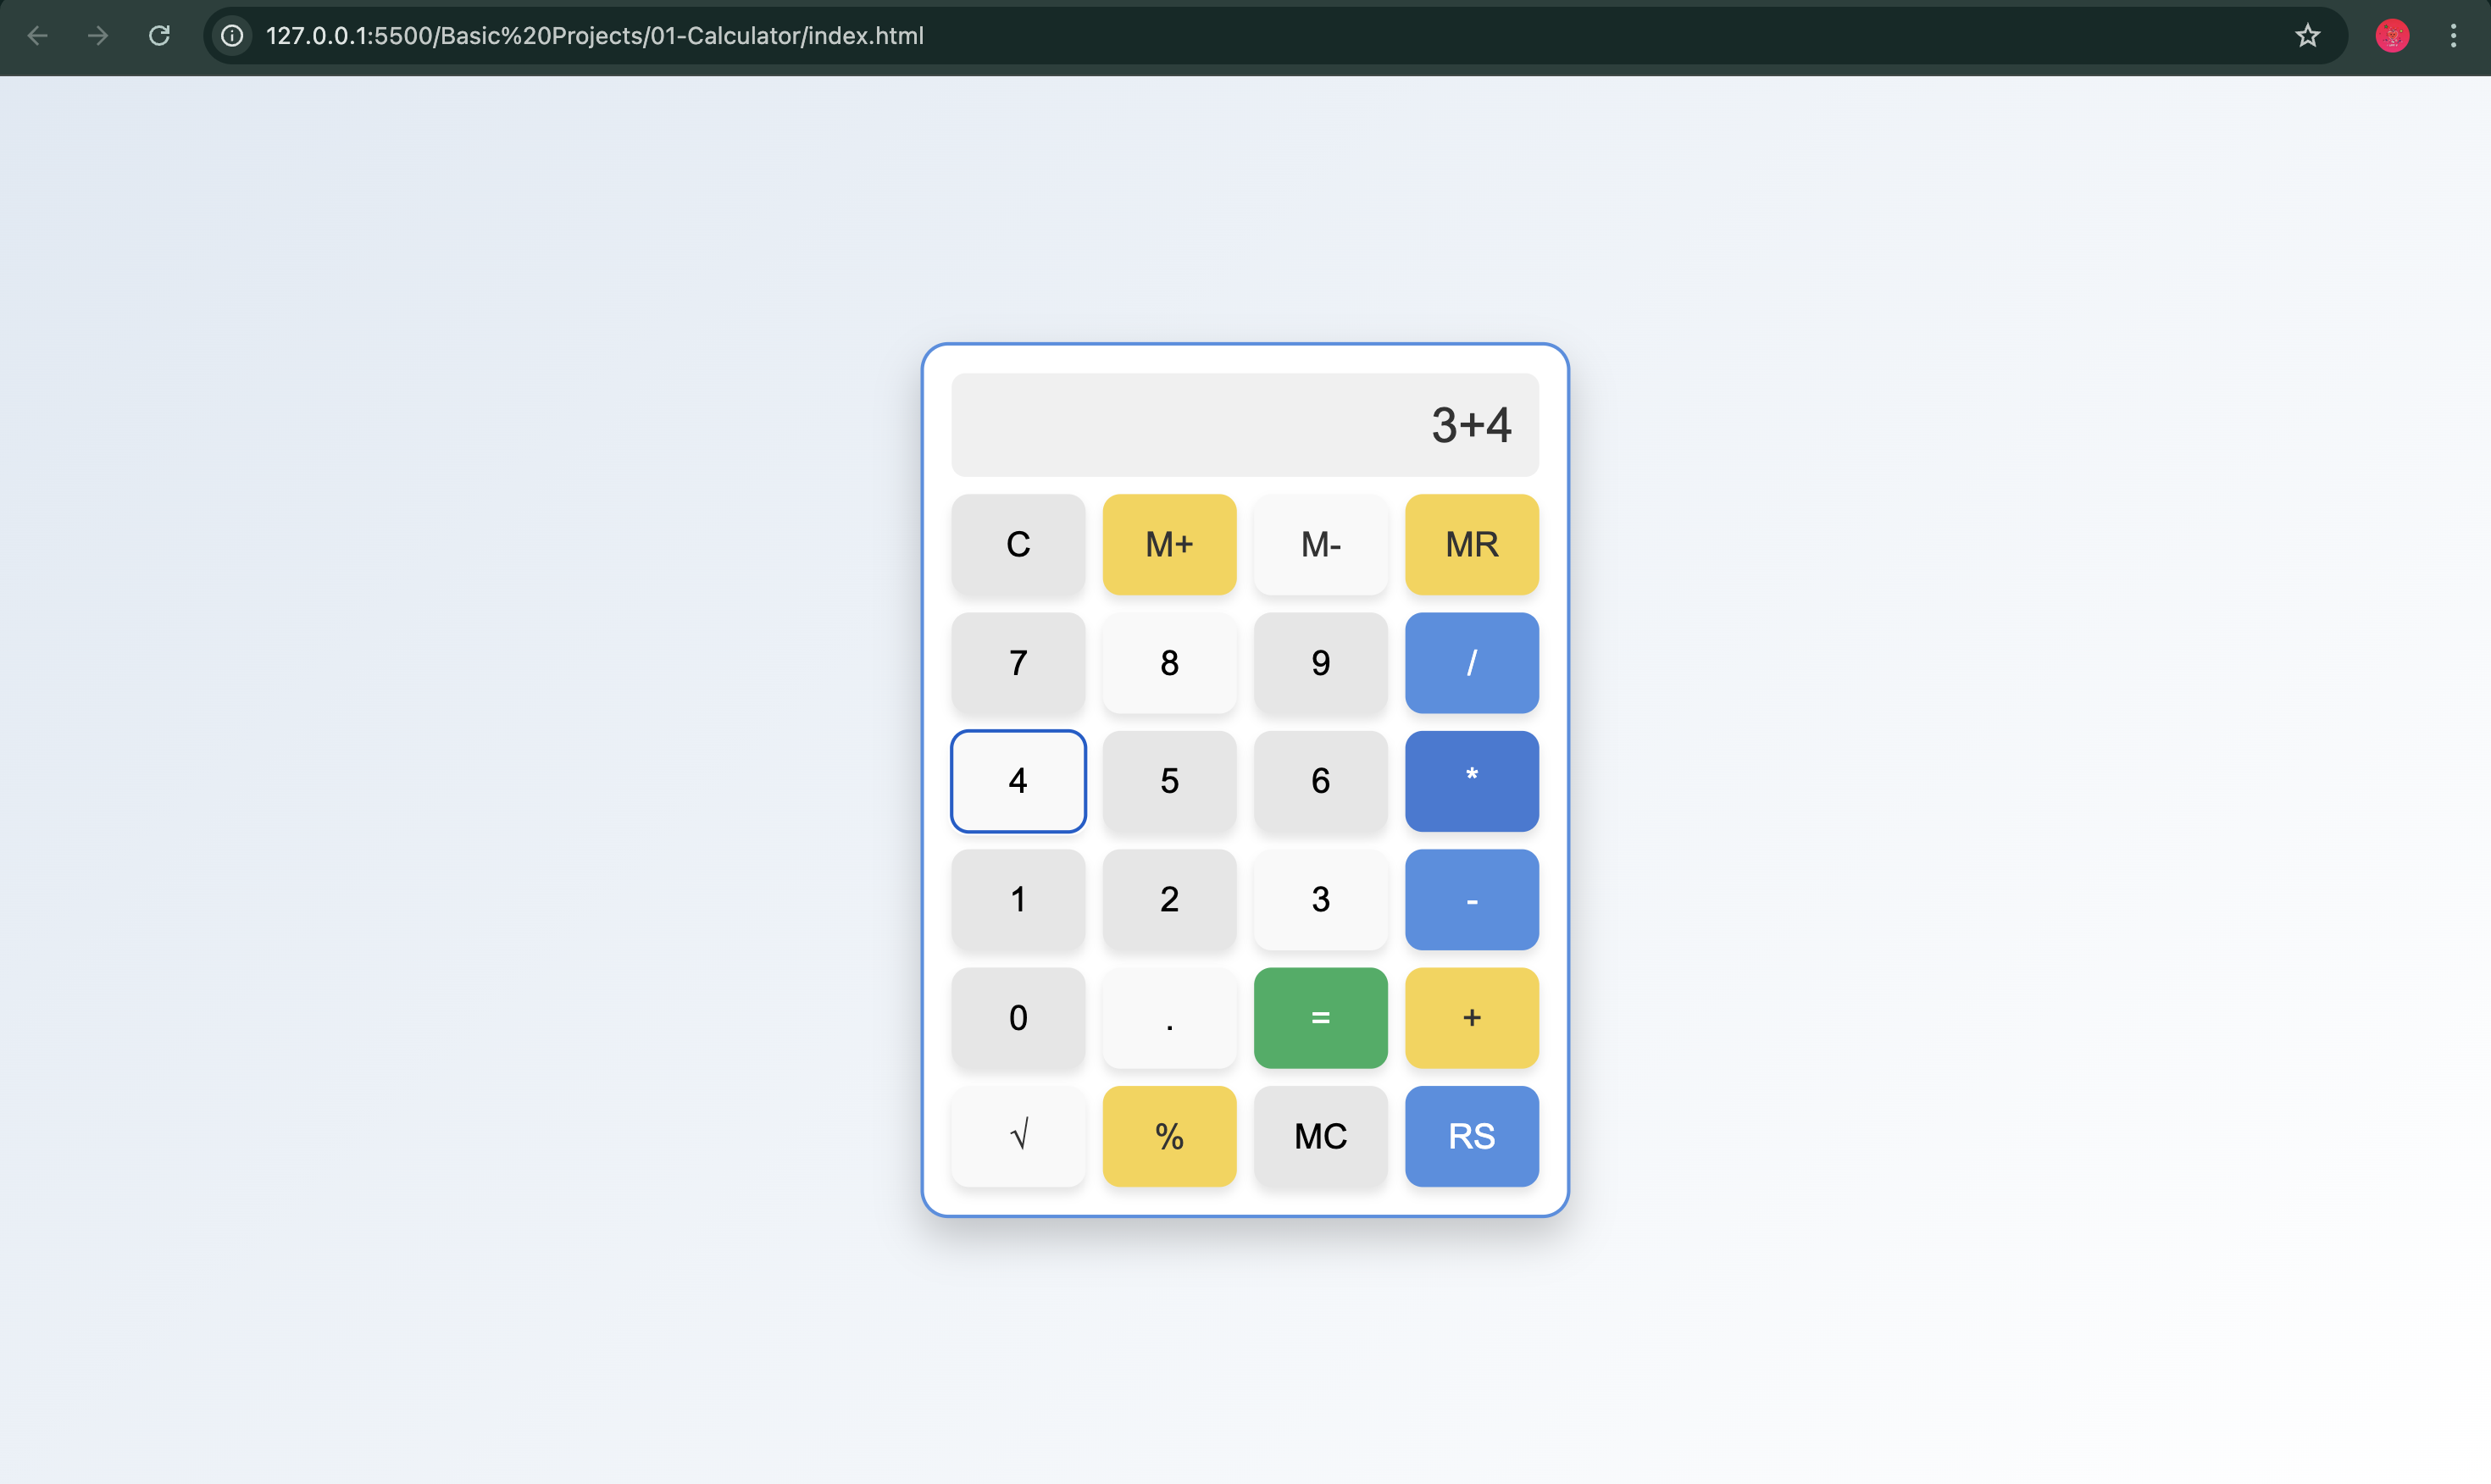 127.0.0.1:5500/Basic%20Projects/01-Calculator/index.html
3+4
C M+ M- MR
7 8 9 /
4 5 6 *
1 2 3 -
0 . = +
√ % MC RS